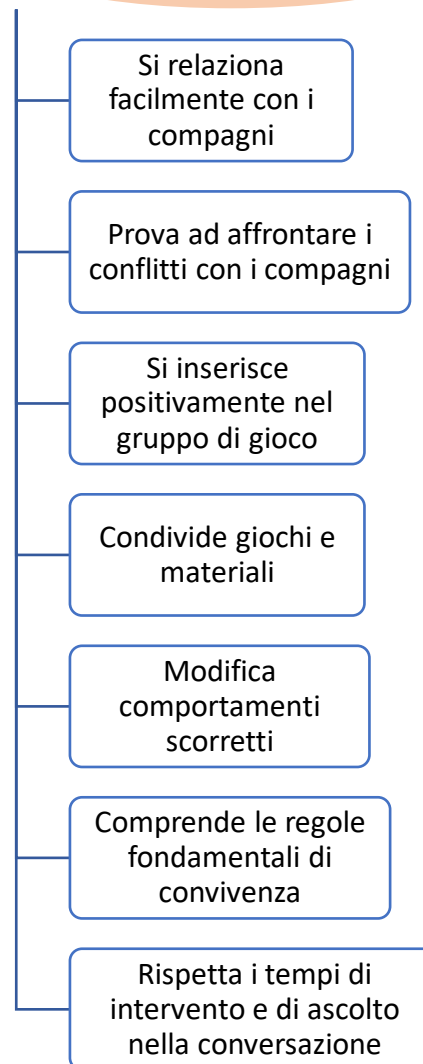 Si relaziona
facilmente con i
compagni
Prova ad affrontare i
conflitti con i compagni
Si inserisce
positivamente nel
gruppo di gioco
Condivide giochi e
materiali
Modifica
comportamenti
scorretti
Comprende le regole
fondamentali di
convivenza
Rispetta i tempi di
intervento e di ascolto
nella conversazione